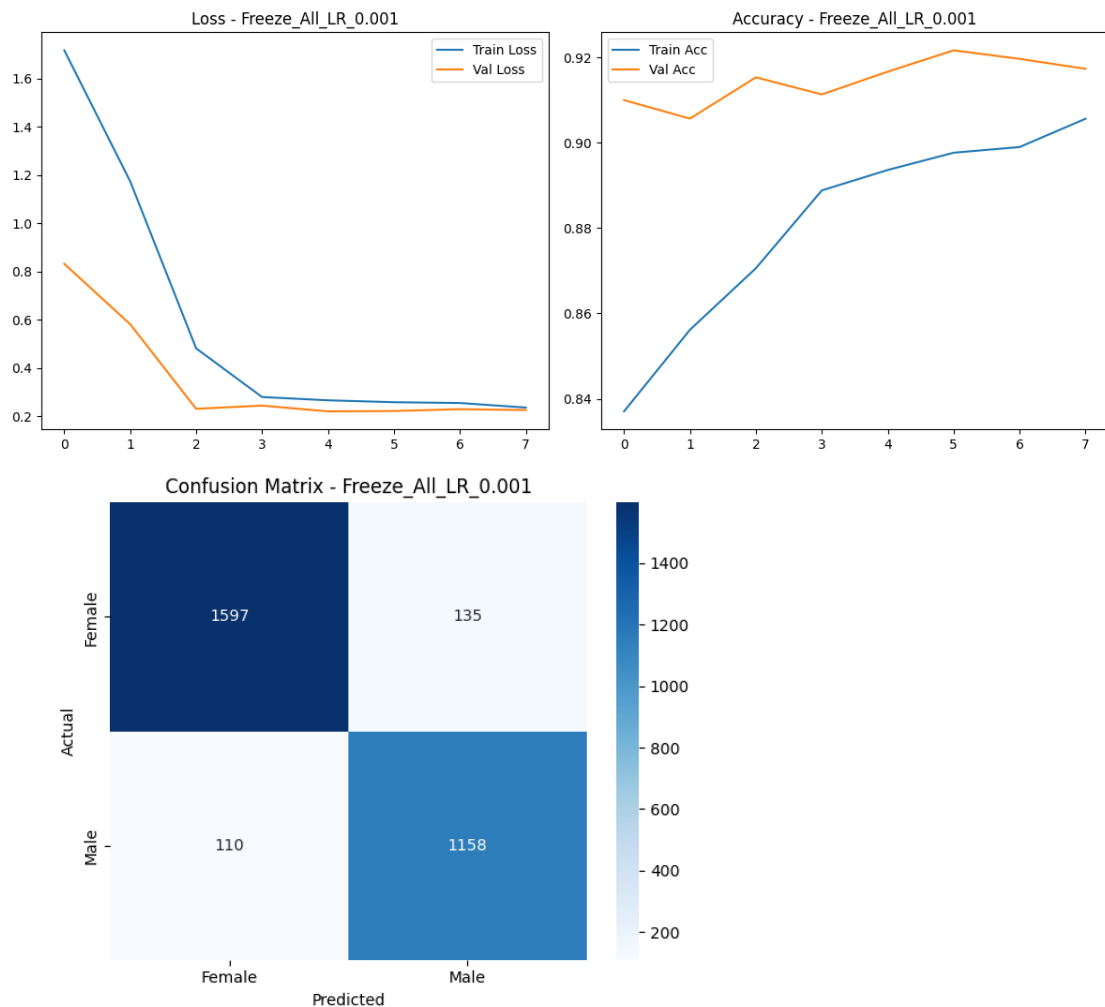 Loss - Freeze_All_LR_0.001
Train Loss
Val Loss
1.6
1.4
1.2
1.0
0.8
0.6
0.4
0.2
0 1 2 3 4 5 6 7
Accuracy - Freeze_All_LR_0.001
Train Acc
Val Acc
0.92
0.90
0.88
0.86
0.84
0 1 2 3 4 5 6 7
Confusion Matrix - Freeze_All_LR_0.001
Actual
Female
1597 135
Male
110 1158
Female Male
Predicted
1400
1200
1000
800
600
400
200